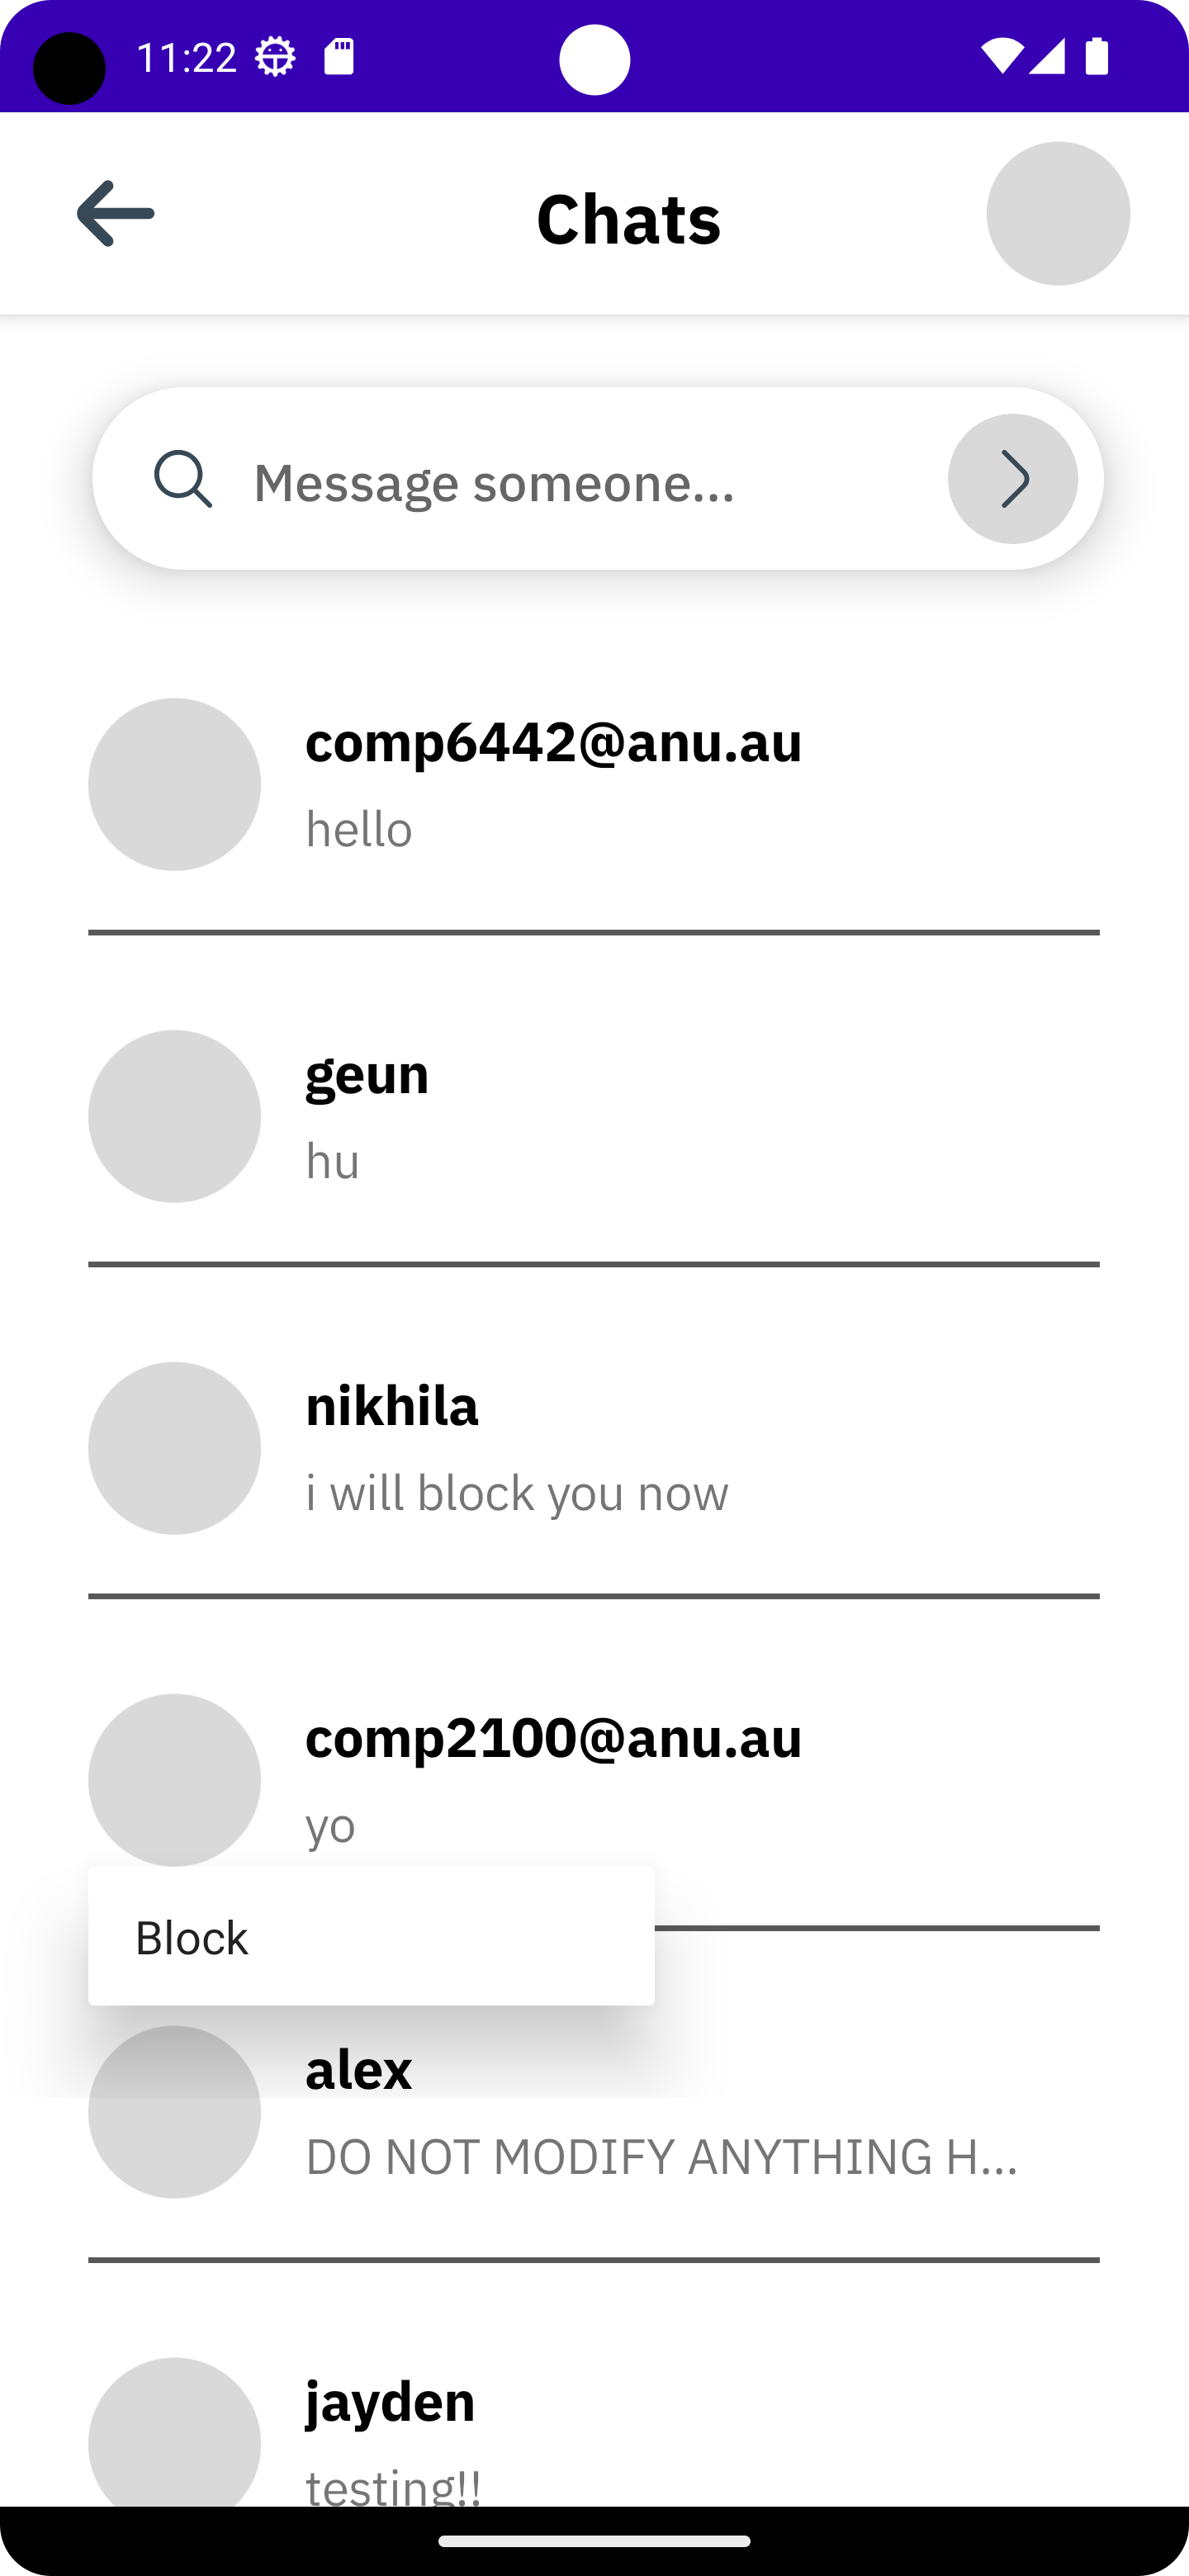 11:22
Chats
Message someone...
comp6442@anu.au
hello
geun
hu
nikhila
i will block you now
comp2100@anu.au
yo
Block
alex
DO NOT MODIFY ANYTHING H...
jayden
testing!!